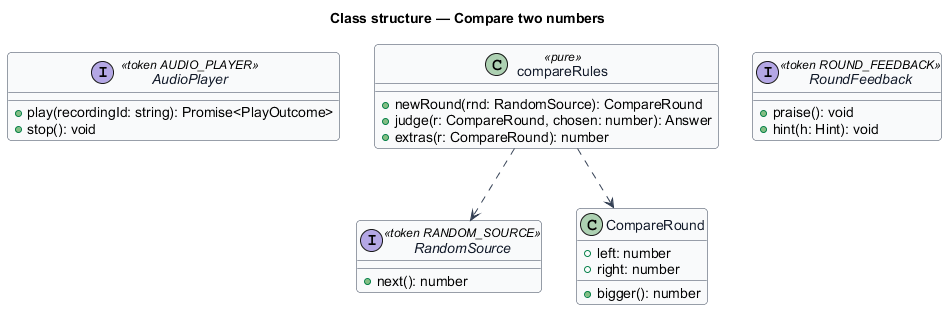 Class structure — Compare two numbers
I
«token AUDIO_PLAYER»
AudioPlayer
play(recordingId: string): Promise<PlayOutcome>
stop(): void
C
«pure»
compareRules
newRound(rnd: RandomSource): CompareRound
judge(r: CompareRound, chosen: number): Answer
extras(r: CompareRound): number
I
«token ROUND_FEEDBACK»
RoundFeedback
praise(): void
hint(h: Hint): void
I
«token RANDOM_SOURCE»
RandomSource
next(): number
C
CompareRound
left: number
right: number
bigger(): number